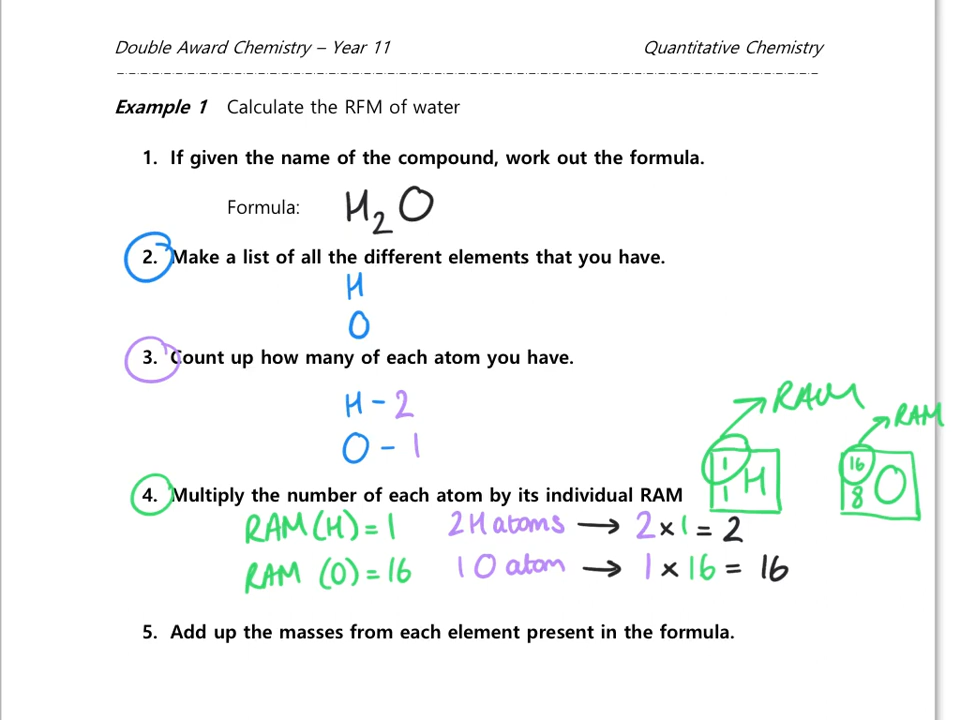 Double Award Chemistry – Year 11 Quantitative Chemistry
Example 1 Calculate the RFM of water
1. If given the name of the compound, work out the formula.
Formula: H₂O
2. Make a list of all the different elements that you have.
H
O
3. Count up how many of each atom you have.
H - 2
O - 1
RAM
RAM
1
1 H
16
8 O
4. Multiply the number of each atom by its individual RAM
RAM (H) = 1 2 H atoms → 2 x 1 = 2
RAM (O) = 16 1 O atom → 1 x 16 = 16
5. Add up the masses from each element present in the formula.